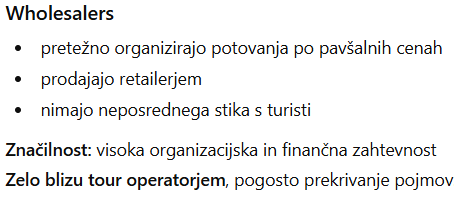 Wholesalers
• pretežno organizirajo potovanja po pavšalnih cenah
• prodajajo retailerjem
• nimajo neposrednega stika s turisti
Značilnost: visoka organizacijska in finančna zahtevnost
Zelo blizu tour operatorjem, pogosto prekrivanje pojmov